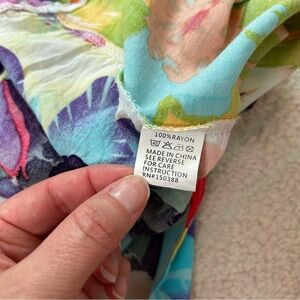 100%RAYON
MADE IN CHINA
SEE REVERSE
FOR CARE
INSTRUCTION
RN#150388